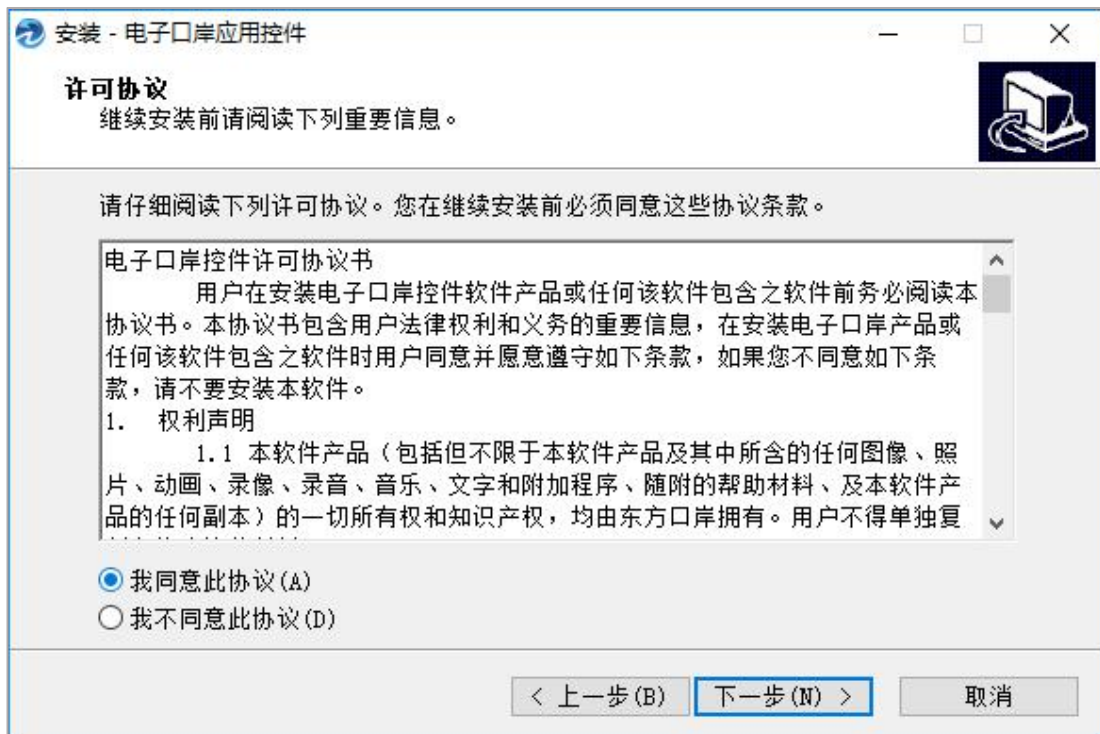 安装 - 电子口岸应用控件
许可协议
继续安装前请阅读下列重要信息。
请仔细阅读下列许可协议。您在继续安装前必须同意这些协议条款。
电子口岸控件许可协议书
用户在安装电子口岸控件软件产品或任何该软件包含之软件前务必阅读本
协议书。本协议书包含用户法律权利和义务的重要信息，在安装电子口岸产品或
任何该软件包含之软件时用户同意并愿意遵守如下条款，如果您不同意如下条
款，请不要安装本软件。
1. 权利声明
1.1 本软件产品（包括但不限于本软件产品及其中所含的任何图像、照
片、动画、录像、录音、音乐、文字和附加程序、随附的帮助材料、及本软件产
品的任何副本）的一切所有权和知识产权，均由东方口岸拥有。用户不得单独复
我同意此协议(A)
我不同意此协议(D)
< 上一步(B)
下一步(N) >
取消